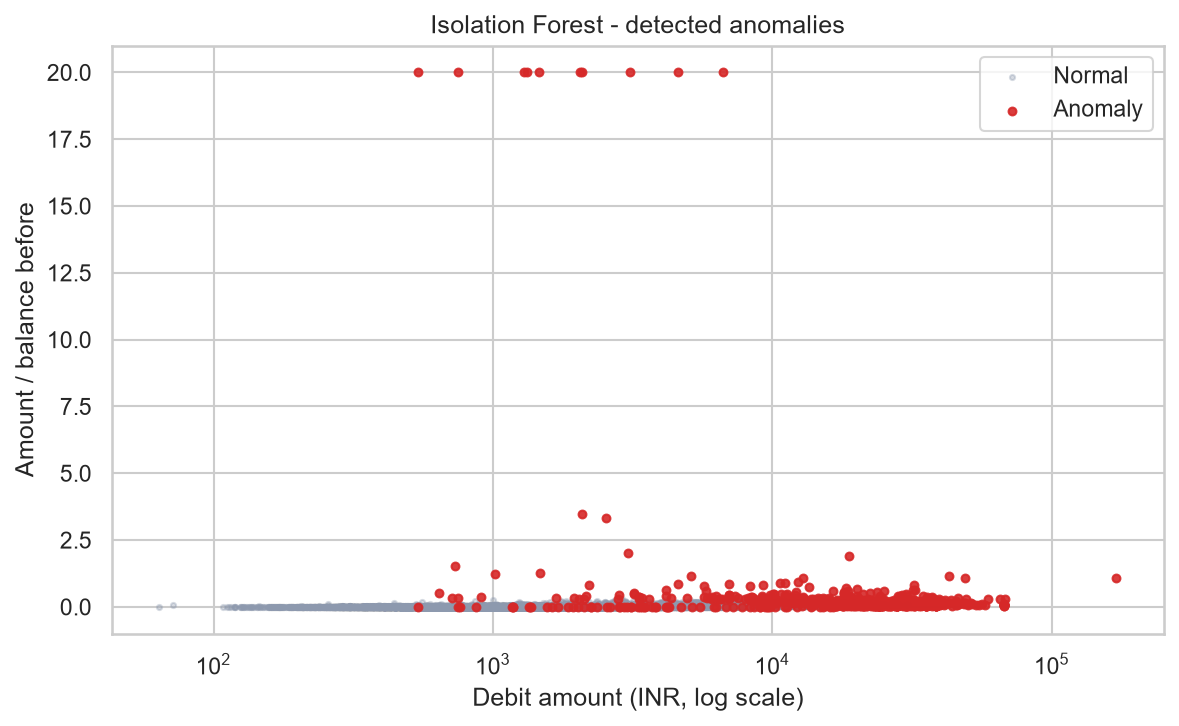 Isolation Forest - detected anomalies
Normal
Anomaly
Amount / balance before
20.0
17.5
15.0
12.5
10.0
7.5
5.0
2.5
0.0
10² 10³ 10⁴ 10⁵
Debit amount (INR, log scale)